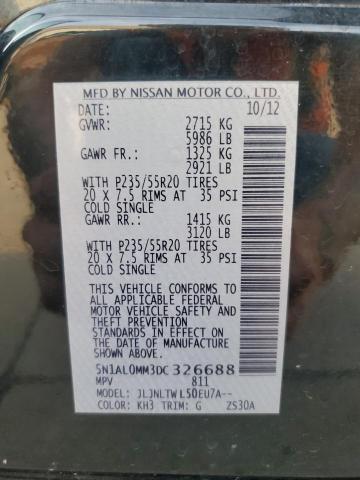 MFD BY NISSAN MOTOR CO., LTD.
DATE: 10/12
GVWR: 2715 KG
5986 LB
GAWR FR.: 1325 KG
2921 LB
WITH P235/55R20 TIRES
20 X 7.5 RIMS AT 35 PSI
COLD SINGLE
GAWR RR.: 1415 KG
3120 LB
WITH P235/55R20 TIRES
20 X 7.5 RIMS AT 35 PSI
COLD SINGLE
THIS VEHICLE CONFORMS TO
ALL APPLICABLE FEDERAL
MOTOR VEHICLE SAFETY
AND THEFT PREVENTION
STANDARDS IN EFFECT ON
THE DATE OF MANUFACTURE
SHOWN ABOVE.
5N1AL0MM3DC326688
MPV 811
MODEL: JLJNLTWL50EU7A--
COLOR: KH3 TRIM: G ZS30A